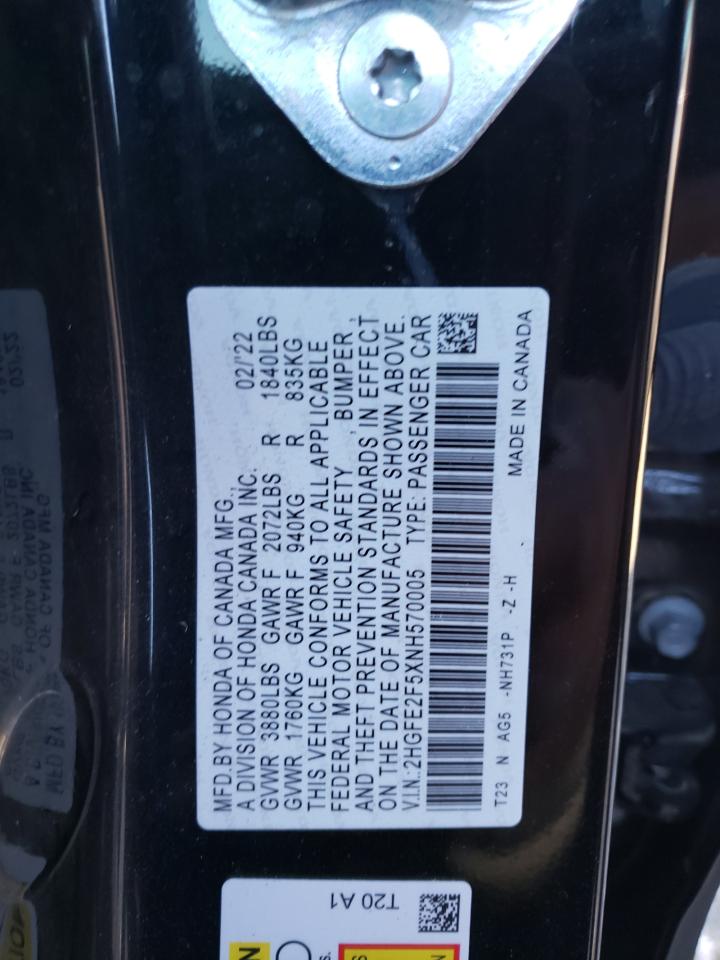 MFD.BY HONDA OF CANADA MFG.,
A DIVISION OF HONDA CANADA INC. 02/'22
GVWR 3880LBS GAWR F 2072LBS R 1840LBS
GVWR 1760KG GAWR F 940KG R 835KG
THIS VEHICLE CONFORMS TO ALL APPLICABLE
FEDERAL MOTOR VEHICLE SAFETY, BUMPER,
AND THEFT PREVENTION STANDARDS IN EFFECT
ON THE DATE OF MANUFACTURE SHOWN ABOVE.
V.I.N.:2HGFE2F5XNH570005 TYPE: PASSENGER CAR
T23 N AG5 -NH731P -Z -H MADE IN CANADA
T20 A1